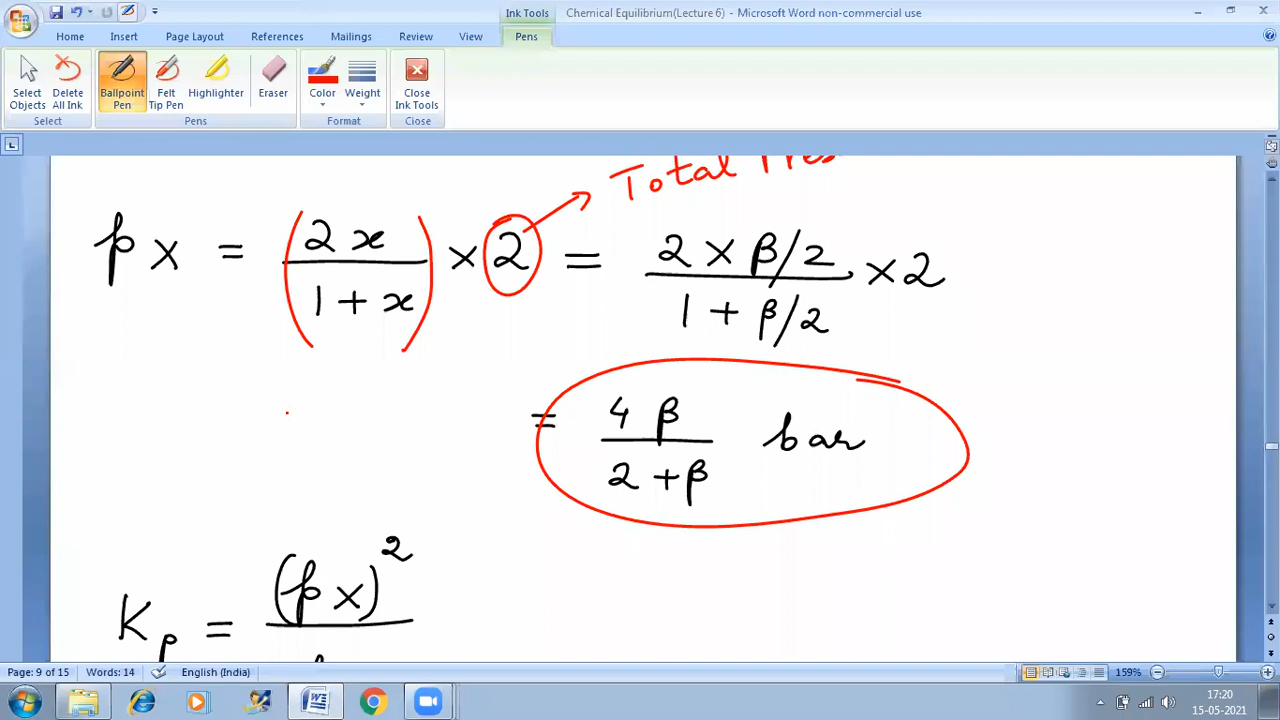 Ink Tools
Chemical Equilibrium(Lecture 6) - Microsoft Word non-commercial use
Home Insert Page Layout References Mailings Review View Pens
Select Objects
Delete All Ink
Ballpoint Pen
Felt Tip Pen
Highlighter
Eraser
Color
Weight
Close Ink Tools
Select Pens Format Close
Total Pres
pX = (2x / 1 + x) × 2 = 2 × β/2 / 1 + β/2 × 2
= 4β / 2 + β bar
Kp = (pX)²
Page: 9 of 15 Words: 14 English (India) 159%
17:20
15-05-2021